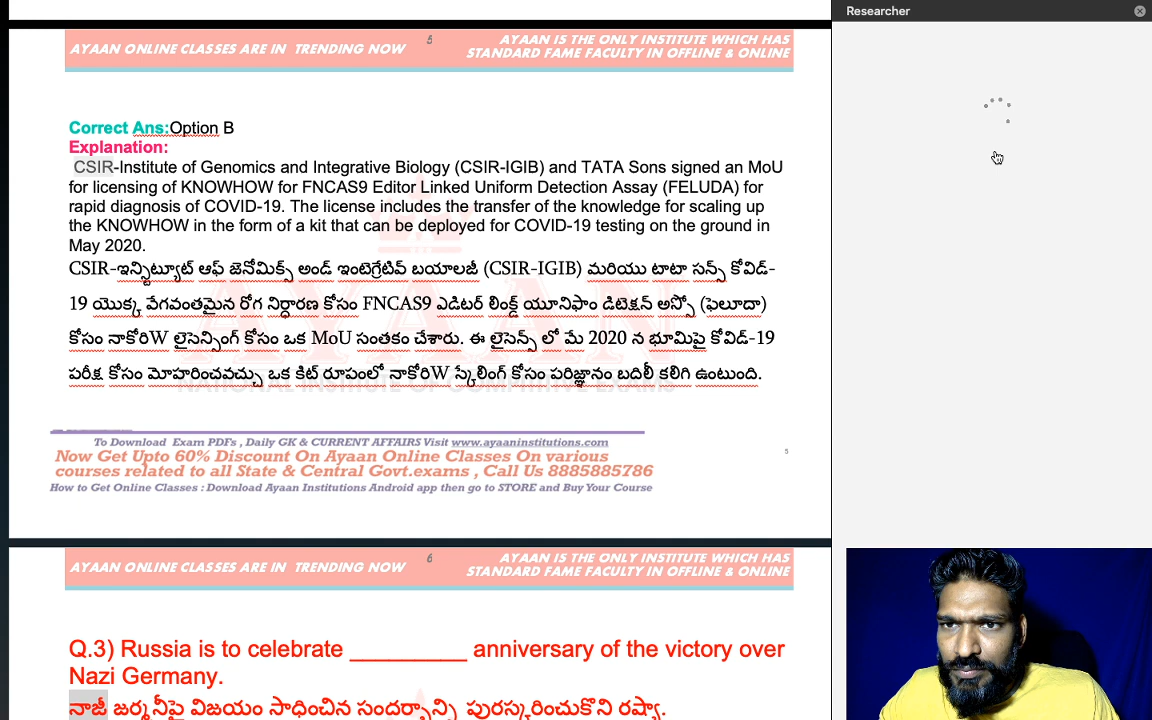 Researcher
AYAAN ONLINE CLASSES ARE IN TRENDING NOW 5 AYAAN IS THE ONLY INSTITUTE WHICH HAS
STANDARD FAME FACULTY IN OFFLINE & ONLINE
Correct Ans:Option B
Explanation:
CSIR-Institute of Genomics and Integrative Biology (CSIR-IGIB) and TATA Sons signed an MoU
for licensing of KNOWHOW for FNCAS9 Editor Linked Uniform Detection Assay (FELUDA) for
rapid diagnosis of COVID-19. The license includes the transfer of the knowledge for scaling up
the KNOWHOW in the form of a kit that can be deployed for COVID-19 testing on the ground in
May 2020.
CSIR-ఇన్స్టిట్యూట్ ఆఫ్ జెనోమిక్స్ అండ్ ఇంటెగ్రేటివ్ బయాలజీ (CSIR-IGIB) మరియు టాటా సన్స్ కోవిడ్-
19 యొక్క వేగవంతమైన రోగ నిర్ధారణ కోసం FNCAS9 ఎడిటర్ లింక్డ్ యూనిఫాం డిటెక్షన్ అస్సే (ఫెలూదా)
కోసం నాకోరిW లైసెన్సింగ్ కోసం ఒక MoU సంతకం చేశారు. ఈ లైసెన్స్ లో మే 2020 న భూమిపై కోవిడ్-19
పరీక్ష కోసం మోహరించవచ్చు ఒక కిట్ రూపంలో నాకోరిW స్కేలింగ్ కోసం పరిజ్ఞానం బదిలీ కలిగి ఉంటుంది.
AYAAN
NATIONAL INSTITUTE OF COMPITITIVE EXAMS
To Download Exam PDFs , Daily GK & CURRENT AFFAIRS Visit www.ayaaninstitutions.com
Now Get Upto 60% Discount On Ayaan Online Classes On various
courses related to all State & Central Govt.exams , Call Us 8885885786
How to Get Online Classes : Download Ayaan Institutions Android app then go to STORE and Buy Your Course
5
AYAAN ONLINE CLASSES ARE IN TRENDING NOW 6 AYAAN IS THE ONLY INSTITUTE WHICH HAS
STANDARD FAME FACULTY IN OFFLINE & ONLINE
Q.3) Russia is to celebrate __________ anniversary of the victory over
Nazi Germany.
నాజీ జర్మనీపై విజయం సాధించిన సందర్భాన్ని పురస్కరించుకొని రష్యా.